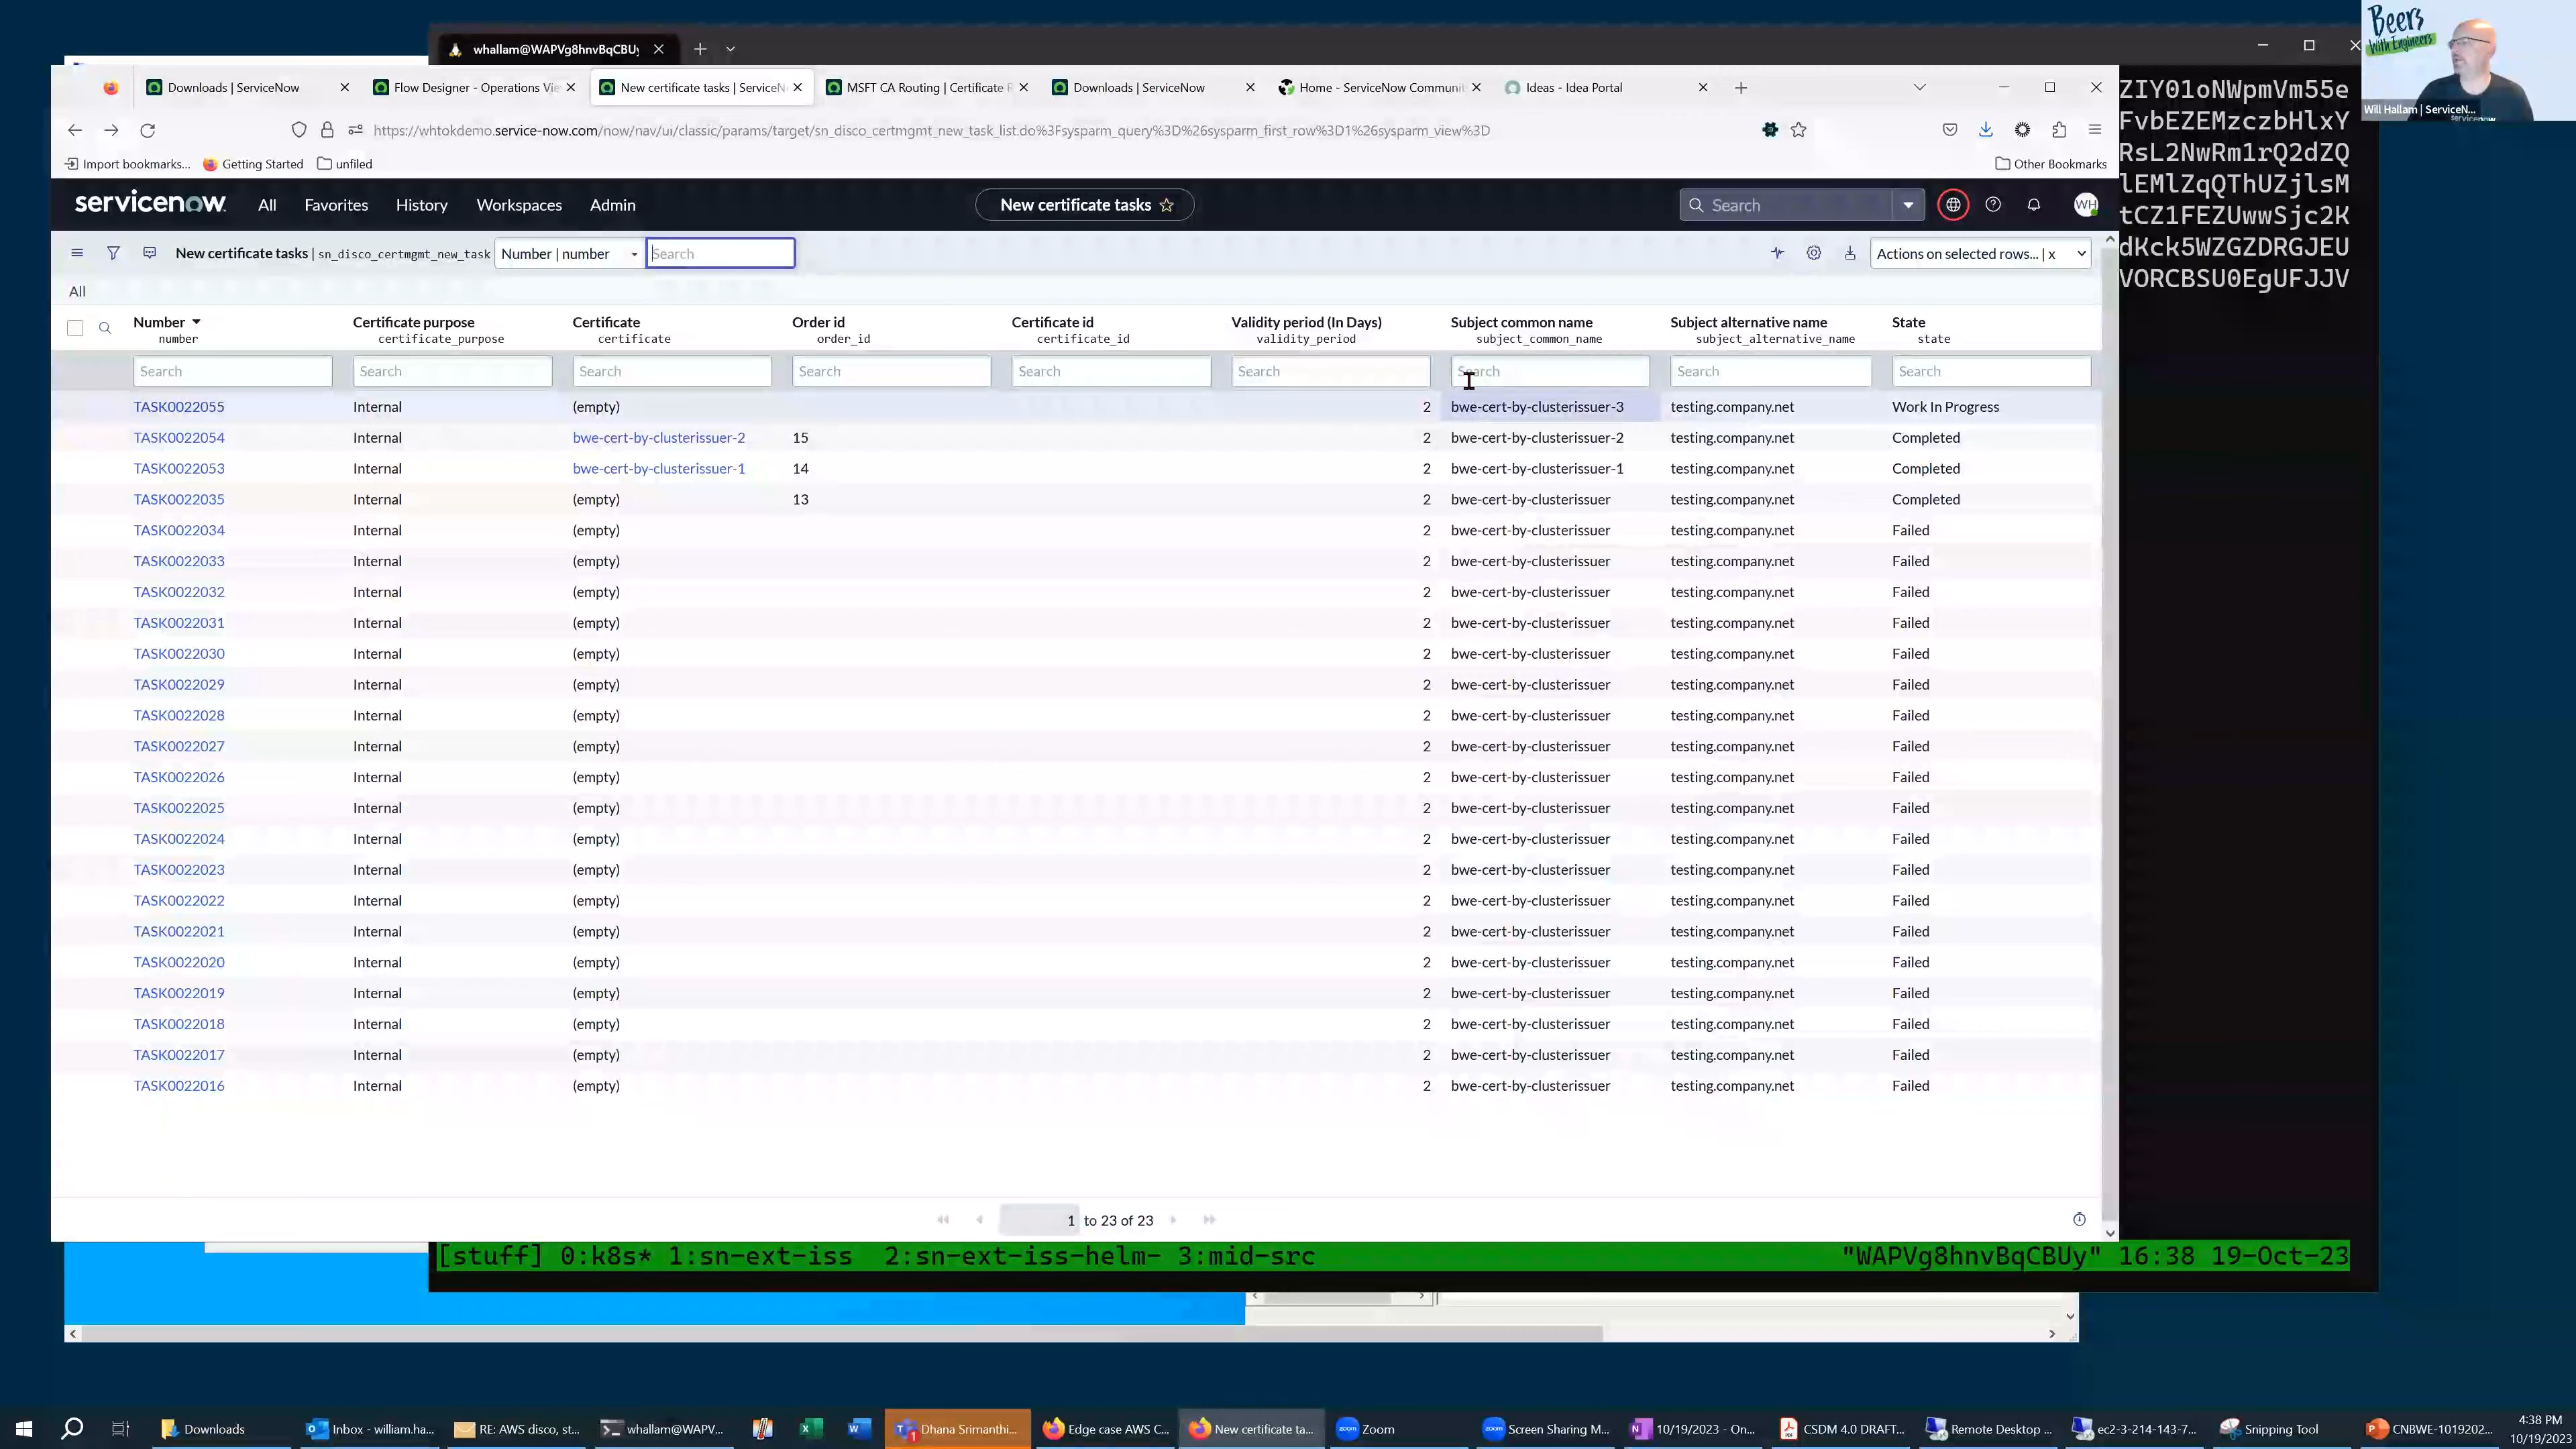 whallam@WAPVg8hnvBqCBUy
Beers
With Engineers
Will Hallam | ServiceN...
servicenow
Downloads | ServiceNow
Flow Designer - Operations Vie
New certificate tasks | ServiceN
MSFT CA Routing | Certificate R
Downloads | ServiceNow
Home - ServiceNow Communit
Ideas - Idea Portal
https://whtokdemo.service-now.com/now/nav/ui/classic/params/target/sn_disco_certmgmt_new_task_list.do%3Fsysparm_query%3D%26sysparm_first_row%3D1%26sysparm_view%3D
Import bookmarks...
Getting Started
unfiled
Other Bookmarks
ZIY01oNWpmVm55e
FvbEZEMzczbHlxY
RsL2NwRm1rQ2dZQ
lEMlZqQThUZjlsM
tCZ1FEZUwwSjc2K
dKck5WZGZDRGJEU
VORCBSU0EgUFJJV
servicenow
All
Favorites
History
Workspaces
Admin
New certificate tasks
Search
WH
New certificate tasks | sn_disco_certmgmt_new_task
Number | number
Search
Actions on selected rows... | x
All
Number Certificate purpose Certificate Order id Certificate id Validity period (In Days) Subject common name Subject alternative name State
number certificate_purpose certificate order_id certificate_id validity_period subject_common_name subject_alternative_name state
Search Search Search Search Search Search Search Search Search
TASK0022055 Internal (empty) 2 bwe-cert-by-clusterissuer-3 testing.company.net Work In Progress
TASK0022054 Internal bwe-cert-by-clusterissuer-2 15 2 bwe-cert-by-clusterissuer-2 testing.company.net Completed
TASK0022053 Internal bwe-cert-by-clusterissuer-1 14 2 bwe-cert-by-clusterissuer-1 testing.company.net Completed
TASK0022035 Internal (empty) 13 2 bwe-cert-by-clusterissuer testing.company.net Completed
TASK0022034 Internal (empty) 2 bwe-cert-by-clusterissuer testing.company.net Failed
TASK0022033 Internal (empty) 2 bwe-cert-by-clusterissuer testing.company.net Failed
TASK0022032 Internal (empty) 2 bwe-cert-by-clusterissuer testing.company.net Failed
TASK0022031 Internal (empty) 2 bwe-cert-by-clusterissuer testing.company.net Failed
TASK0022030 Internal (empty) 2 bwe-cert-by-clusterissuer testing.company.net Failed
TASK0022029 Internal (empty) 2 bwe-cert-by-clusterissuer testing.company.net Failed
TASK0022028 Internal (empty) 2 bwe-cert-by-clusterissuer testing.company.net Failed
TASK0022027 Internal (empty) 2 bwe-cert-by-clusterissuer testing.company.net Failed
TASK0022026 Internal (empty) 2 bwe-cert-by-clusterissuer testing.company.net Failed
TASK0022025 Internal (empty) 2 bwe-cert-by-clusterissuer testing.company.net Failed
TASK0022024 Internal (empty) 2 bwe-cert-by-clusterissuer testing.company.net Failed
TASK0022023 Internal (empty) 2 bwe-cert-by-clusterissuer testing.company.net Failed
TASK0022022 Internal (empty) 2 bwe-cert-by-clusterissuer testing.company.net Failed
TASK0022021 Internal (empty) 2 bwe-cert-by-clusterissuer testing.company.net Failed
TASK0022020 Internal (empty) 2 bwe-cert-by-clusterissuer testing.company.net Failed
TASK0022019 Internal (empty) 2 bwe-cert-by-clusterissuer testing.company.net Failed
TASK0022018 Internal (empty) 2 bwe-cert-by-clusterissuer testing.company.net Failed
TASK0022017 Internal (empty) 2 bwe-cert-by-clusterissuer testing.company.net Failed
TASK0022016 Internal (empty) 2 bwe-cert-by-clusterissuer testing.company.net Failed
1 to 23 of 23
[stuff] 0:k8s* 1:sn-ext-iss 2:sn-ext-iss-helm- 3:mid-src "WAPVg8hnvBqCBUy" 16:38 19-Oct-23
Downloads
Inbox - william.ha...
RE: AWS disco, st...
whallam@WAPV...
Dhana Srimanthi...
Edge case AWS C...
New certificate ta...
zoom Zoom
zoom Screen Sharing M...
10/19/2023 - On...
CSDM 4.0 DRAFT...
Remote Desktop ...
ec2-3-214-143-7...
Snipping Tool
CNBWE-1019202...
4:38 PM
10/19/2023